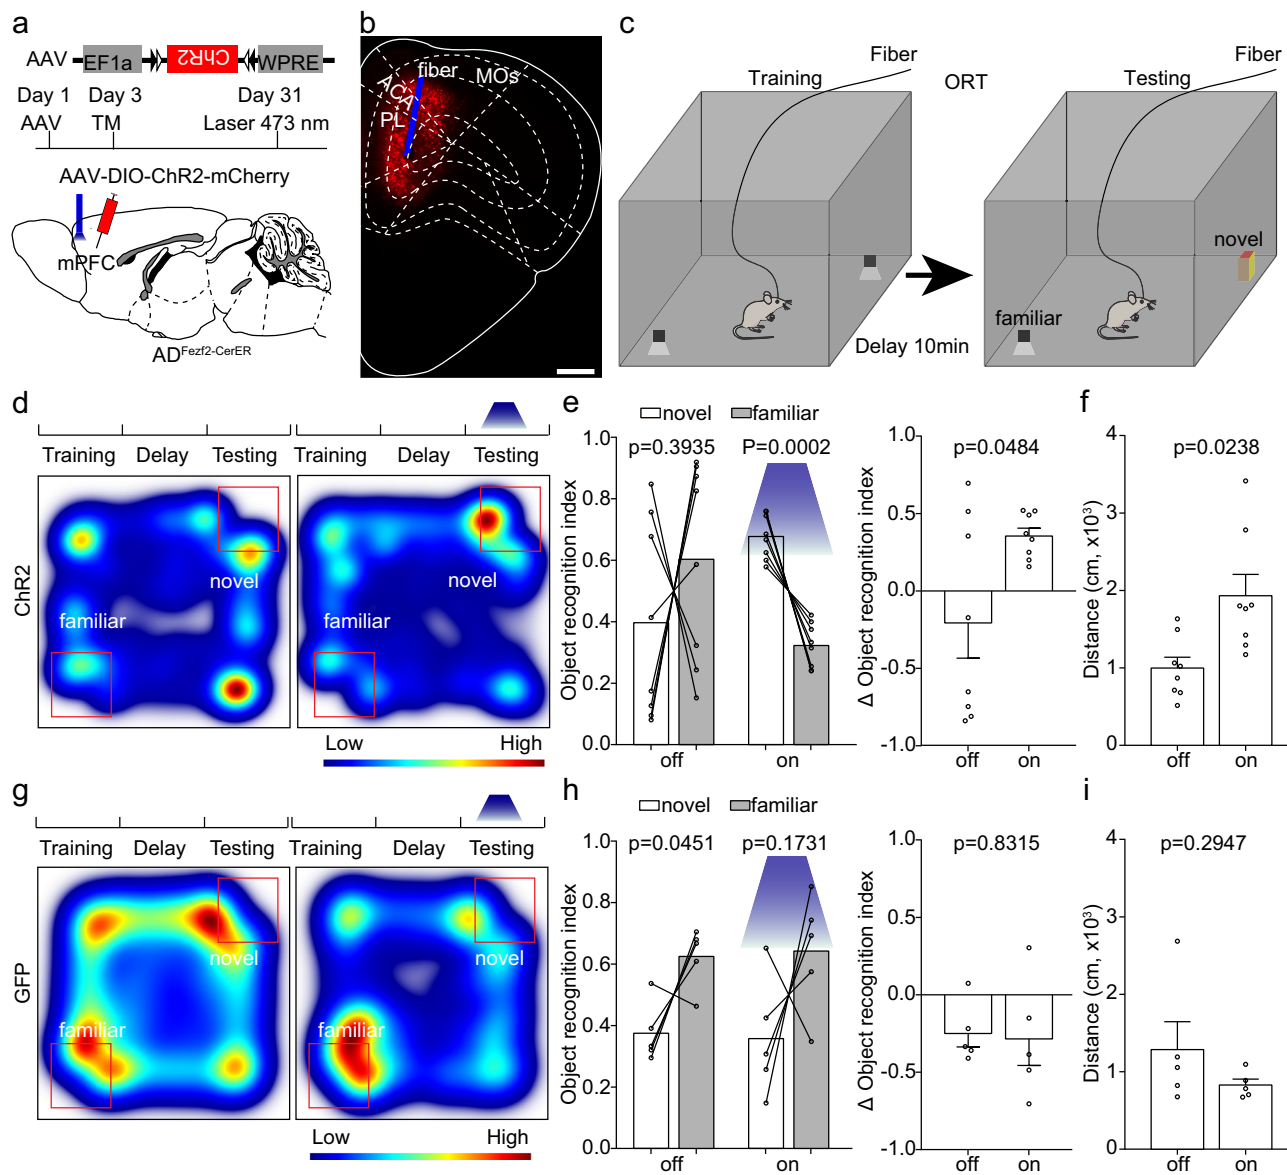 a
AAV EF1a ChR2 WPRE
Day 1 Day 3 Day 31
AAV TM Laser 473 nm
AAV-DIO-ChR2-mCherry
mPFC
AD^Fezf2-CerER
b
fiber MOs
ACA
PL
c
Fiber Fiber
Training ORT Testing
novel
familiar
Delay 10min
d
Training Delay Testing Training Delay Testing
ChR2
novel novel
familiar familiar
Low High
e
novel familiar
Object recognition index
1.0
0.8
0.6
0.4
0.2
0.0
p=0.3935 P=0.0002
off on
Δ Object recognition index
1.0
0.5
0.0
-0.5
-1.0
p=0.0484
off on
f
Distance (cm, x10³)
4
3
2
1
0
p=0.0238
off on
g
Training Delay Testing Training Delay Testing
GFP
novel novel
familiar familiar
Low High
h
novel familiar
Object recognition index
1.0
0.8
0.6
0.4
0.2
0.0
p=0.0451 p=0.1731
off on
Δ Object recognition index
1.0
0.5
0.0
-0.5
-1.0
p=0.8315
off on
i
Distance (cm, x10³)
4
3
2
1
0
p=0.2947
off on